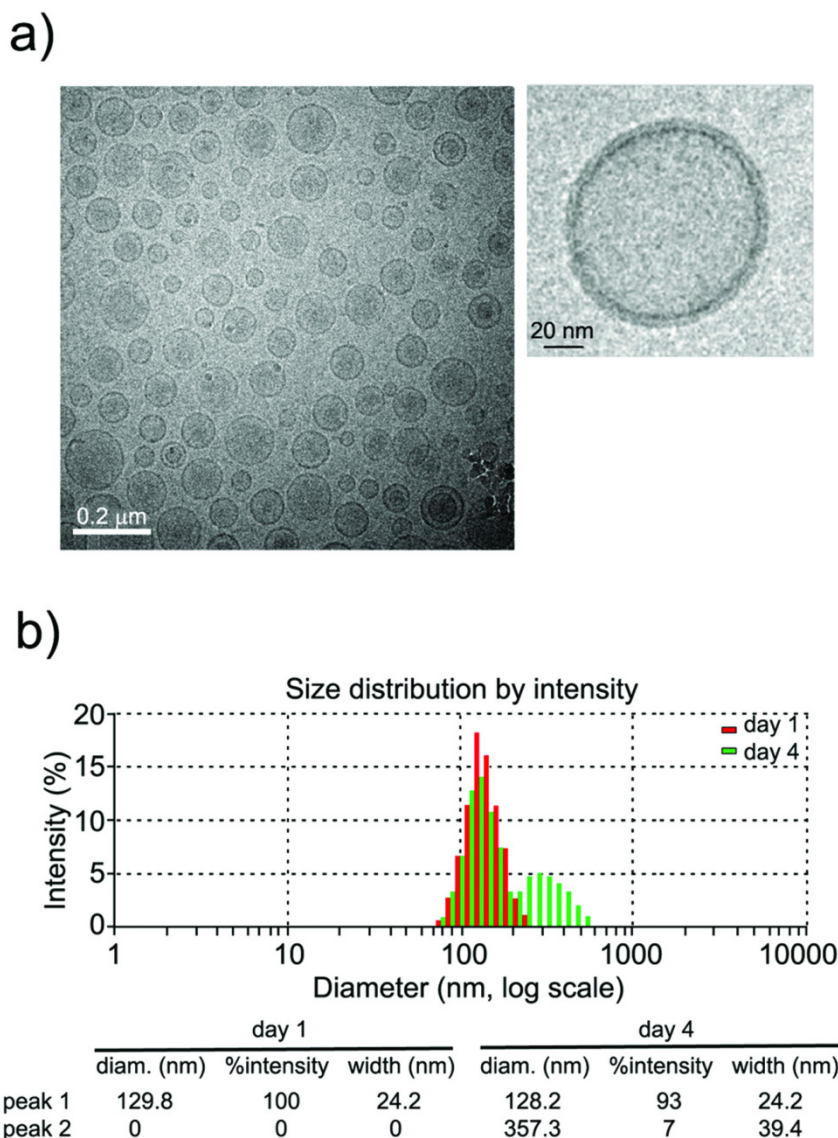 a)
20 nm
0.2 μm
b)
Size distribution by intensity
20
15
10
5
0
Intensity (%)
day 1
day 4
1 10 100 1000 10000
Diameter (nm, log scale)
day 1 day 4
diam. (nm) %intensity width (nm) diam. (nm) %intensity width (nm)
peak 1 129.8 100 24.2 128.2 93 24.2
peak 2 0 0 0 357.3 7 39.4